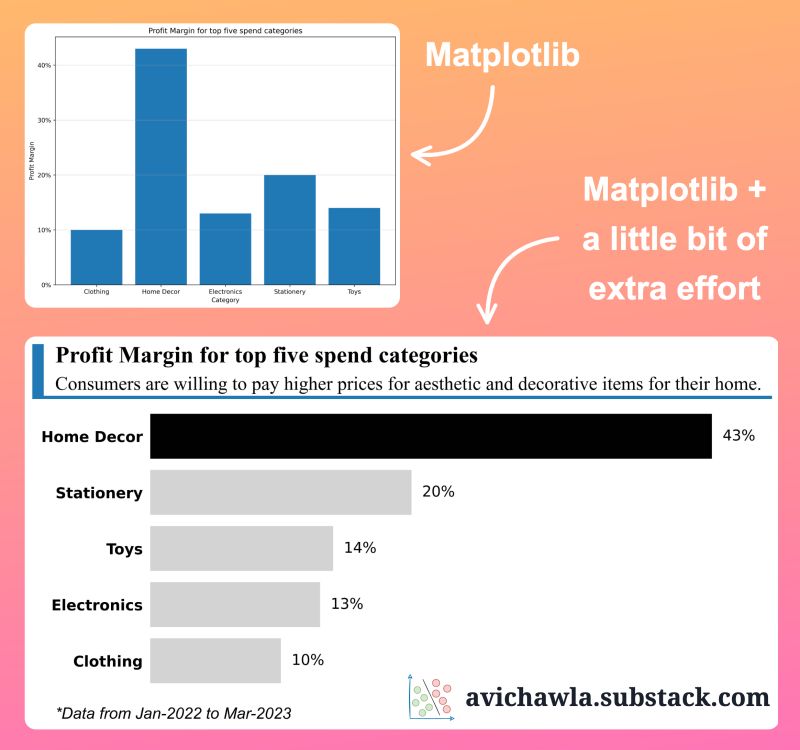 Profit Margin for top five spend categories
Profit Margin
40%
30%
20%
10%
0%
Clothing
Home Decor
Electronics
Stationery
Toys
Category
Matplotlib
Matplotlib +
a little bit of
extra effort
Profit Margin for top five spend categories
Consumers are willing to pay higher prices for aesthetic and decorative items for their home.
Home Decor 43%
Stationery 20%
Toys 14%
Electronics 13%
Clothing 10%
*Data from Jan-2022 to Mar-2023
avichawla.substack.com